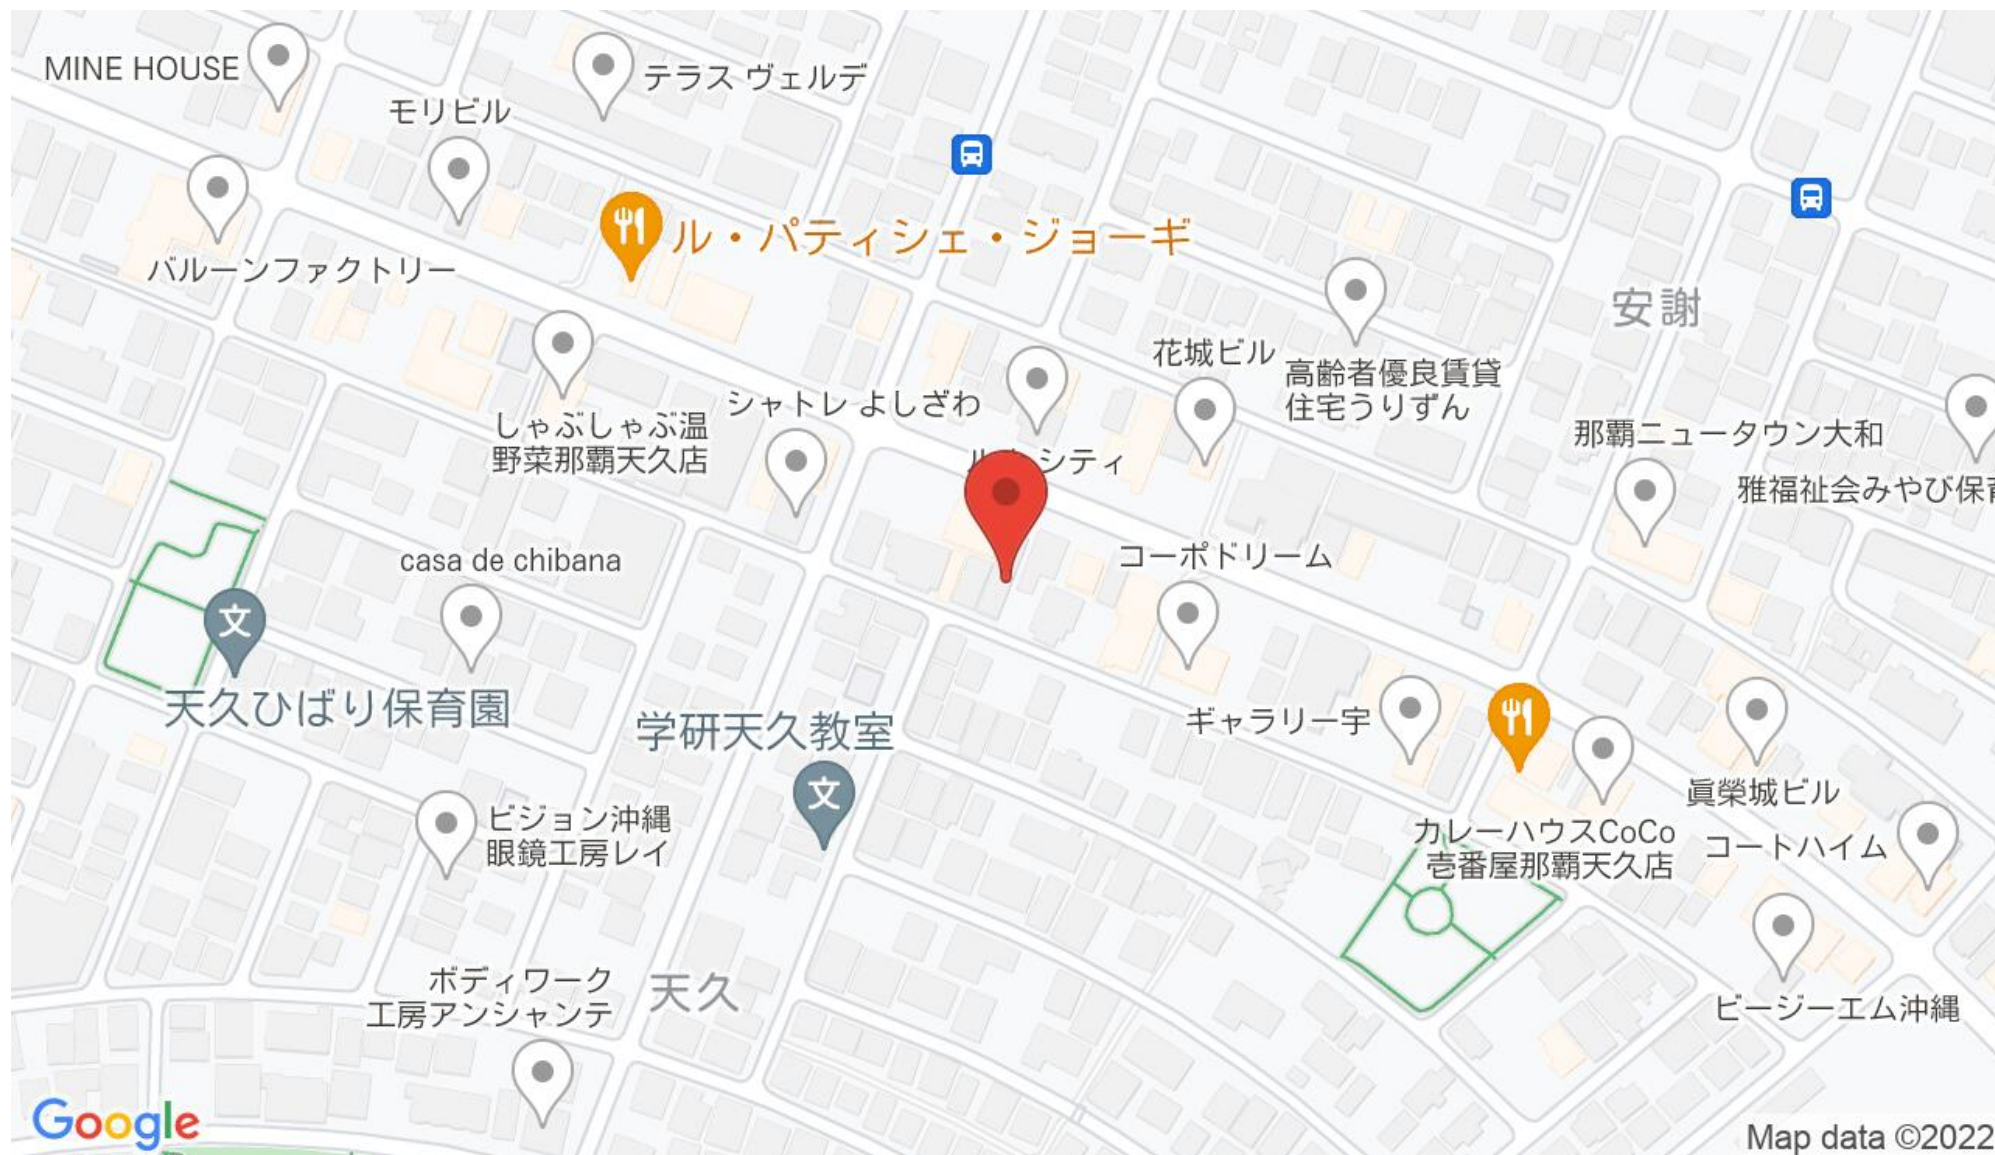 MINE HOUSE
テラス ヴェルデ
モリビル
ル・パティシェ・ジョーギ
バルーンファクトリー
安謝
花城ビル
高齢者優良賃貸
住宅うりずん
シャトレ よしざわ
しゃぶしゃぶ温
野菜那覇天久店
シティ
那覇ニュータウン大和
雅福祉会みやび保育
casa de chibana
コーポドリーム
文
天久ひばり保育園
学研天久教室
文
ギャラリー宇
眞榮城ビル
ビジョン沖縄
眼鏡工房レイ
カレーハウスCoCo
壱番屋那覇天久店
コートハイム
ボディワーク
工房アンシャンテ
天久
ビージーエム沖縄
Google
Map data ©2022